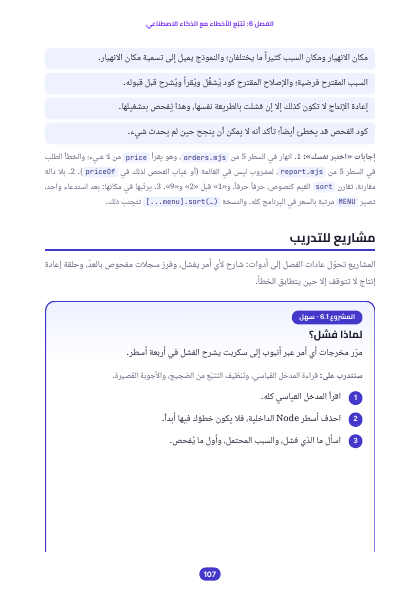 الفصل 6: تتبّع الأخطاء مع الذكاء الاصطناعي
مكان الانهيار ومكان السبب كثيراً ما يختلفان؛ والنموذج يميل إلى تسمية مكان الانهيار.
السبب المقترح فرضية؛ والإصلاح المقترح كود يُشغَّل ويُقرأ ويُشرح قبل قبوله.
إعادة الإنتاج لا تكون كذلك إلا إن فشلت بالطريقة نفسها، وهذا يُفحص بتشغيلها.
كود الفحص قد يخطئ أيضاً؛ تأكد أنه لا يمكن أن ينجح حين لم يحدث شيء.
إجابات «اختبر نفسك»: 1. انهار في السطر 5 من orders.mjs، وهو يقرأ price من لا شيء؛ والخطأ الطلب
في السطر 5 من report.mjs، لمشروب ليس في القائمة (أو غياب الفحص لذلك في priceOf). 2. بلا دالة
مقارنة، تقارن sort القيم كنصوص، حرفاً حرفاً، و«1» قبل «2» و«9». 3. يرتّبها في مكانها: بعد استدعاء واحد،
تصير MENU مرتبة بالسعر في البرنامج كله. والنسخة [...menu].sort(…) تتجنب ذلك.
مشاريع للتدريب
المشاريع تحوّل عادات الفصل إلى أدوات: شارح لأي أمر يفشل، وفرز سجلات مفحوص بالعدّ، وحلقة إعادة
إنتاج لا تتوقف إلا حين يتطابق الخطأ.
المشروع 6.1 · سهل
لماذا فشل؟
مرّر مخرجات أي أمر عبر أنبوب إلى سكربت يشرح الفشل في أربعة أسطر.
ستتدرب على: قراءة المدخل القياسي، وتنظيف التتبّع من الضجيج، والأجوبة القصيرة.
1 اقرأ المدخل القياسي كله.
2 احذف أسطر Node الداخلية، فلا يكون خطؤك فيها أبداً.
3 اسأل ما الذي فشل، والسبب المحتمل، وأول ما يُفحص.
107